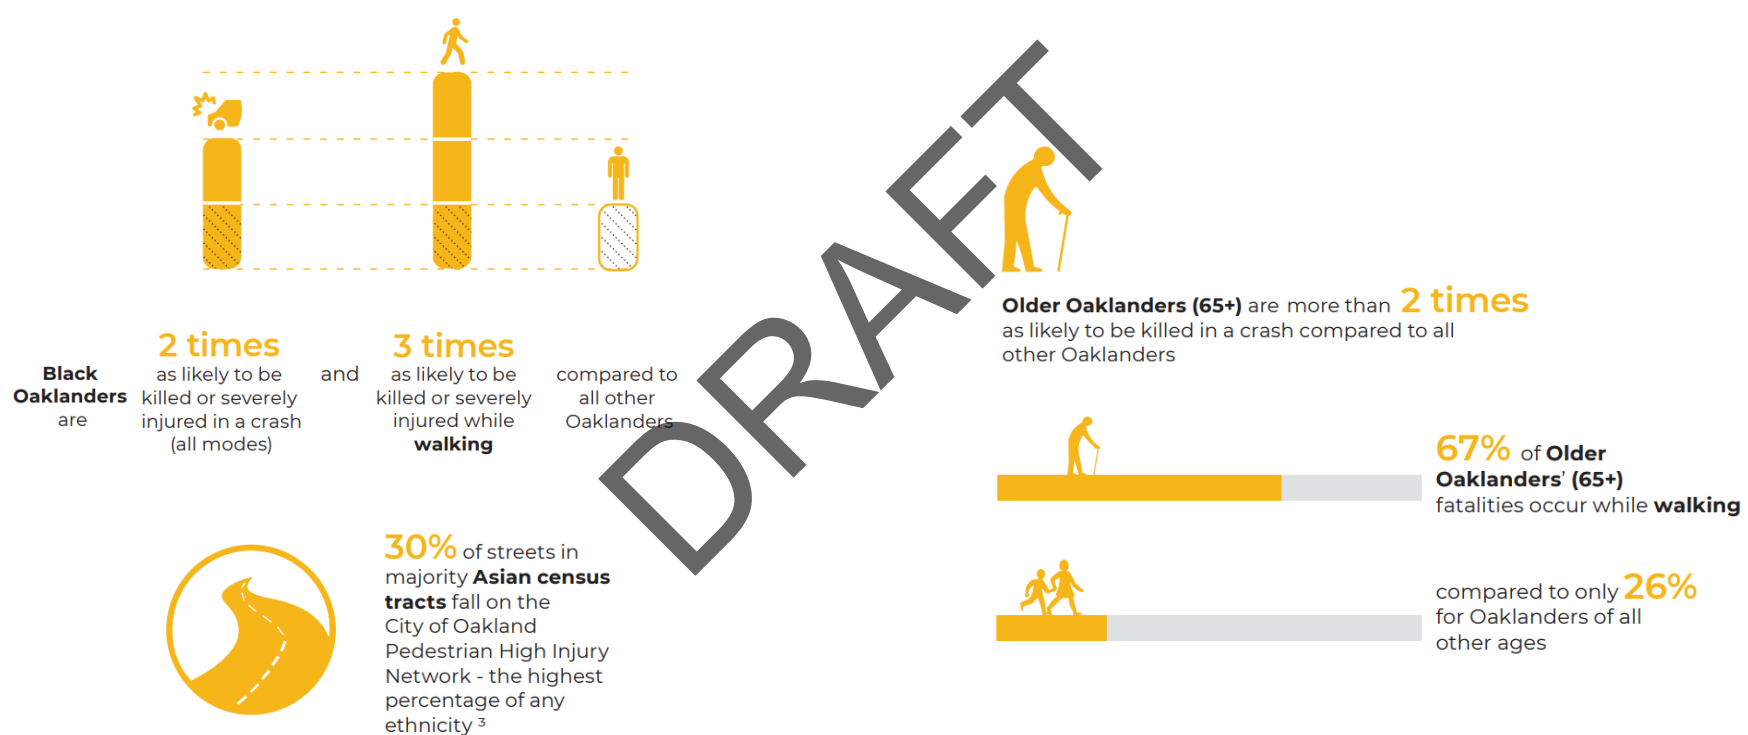 2 times
3 times
Black
Oaklanders
are
as likely to be
killed or severely
injured in a crash
(all modes)
and
as likely to be
killed or severely
injured while
walking
compared to
all other
Oaklanders
30% of streets in
majority Asian census
tracts fall on the
City of Oakland
Pedestrian High Injury
Network - the highest
percentage of any
ethnicity ³
DRAFT
Older Oaklanders (65+) are more than 2 times
as likely to be killed in a crash compared to all
other Oaklanders
67% of Older
Oaklanders’ (65+)
fatalities occur while walking
compared to only 26%
for Oaklanders of all
other ages